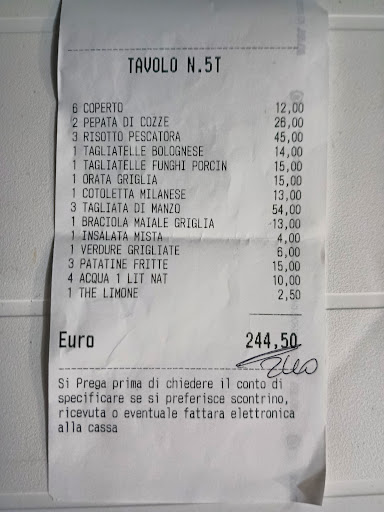 TAVOLO N.5T
6 COPERTO 12,00
2 PEPATA DI COZZE 26,00
3 RISOTTO PESCATORA 45,00
1 TAGLIATELLE BOLOGNESE 14,00
1 TAGLIATELLE FUNGHI PORCIN 15,00
1 ORATA GRIGLIA 15,00
1 COTOLETTA MILANESE 13,00
3 TAGLIATA DI MANZO 54,00
1 BRACIOLA MAIALE GRIGLIA 13,00
1 INSALATA MISTA 4,00
1 VERDURE GRIGLIATE 6,00
3 PATATINE FRITTE 15,00
4 ACQUA 1 LIT NAT 10,00
1 THE LIMONE 2,50
Euro 244,50
Si Prega prima di chiedere il conto di
specificare se si preferisce scontrino,
ricevuta o eventuale fattara elettronica
alla cassa